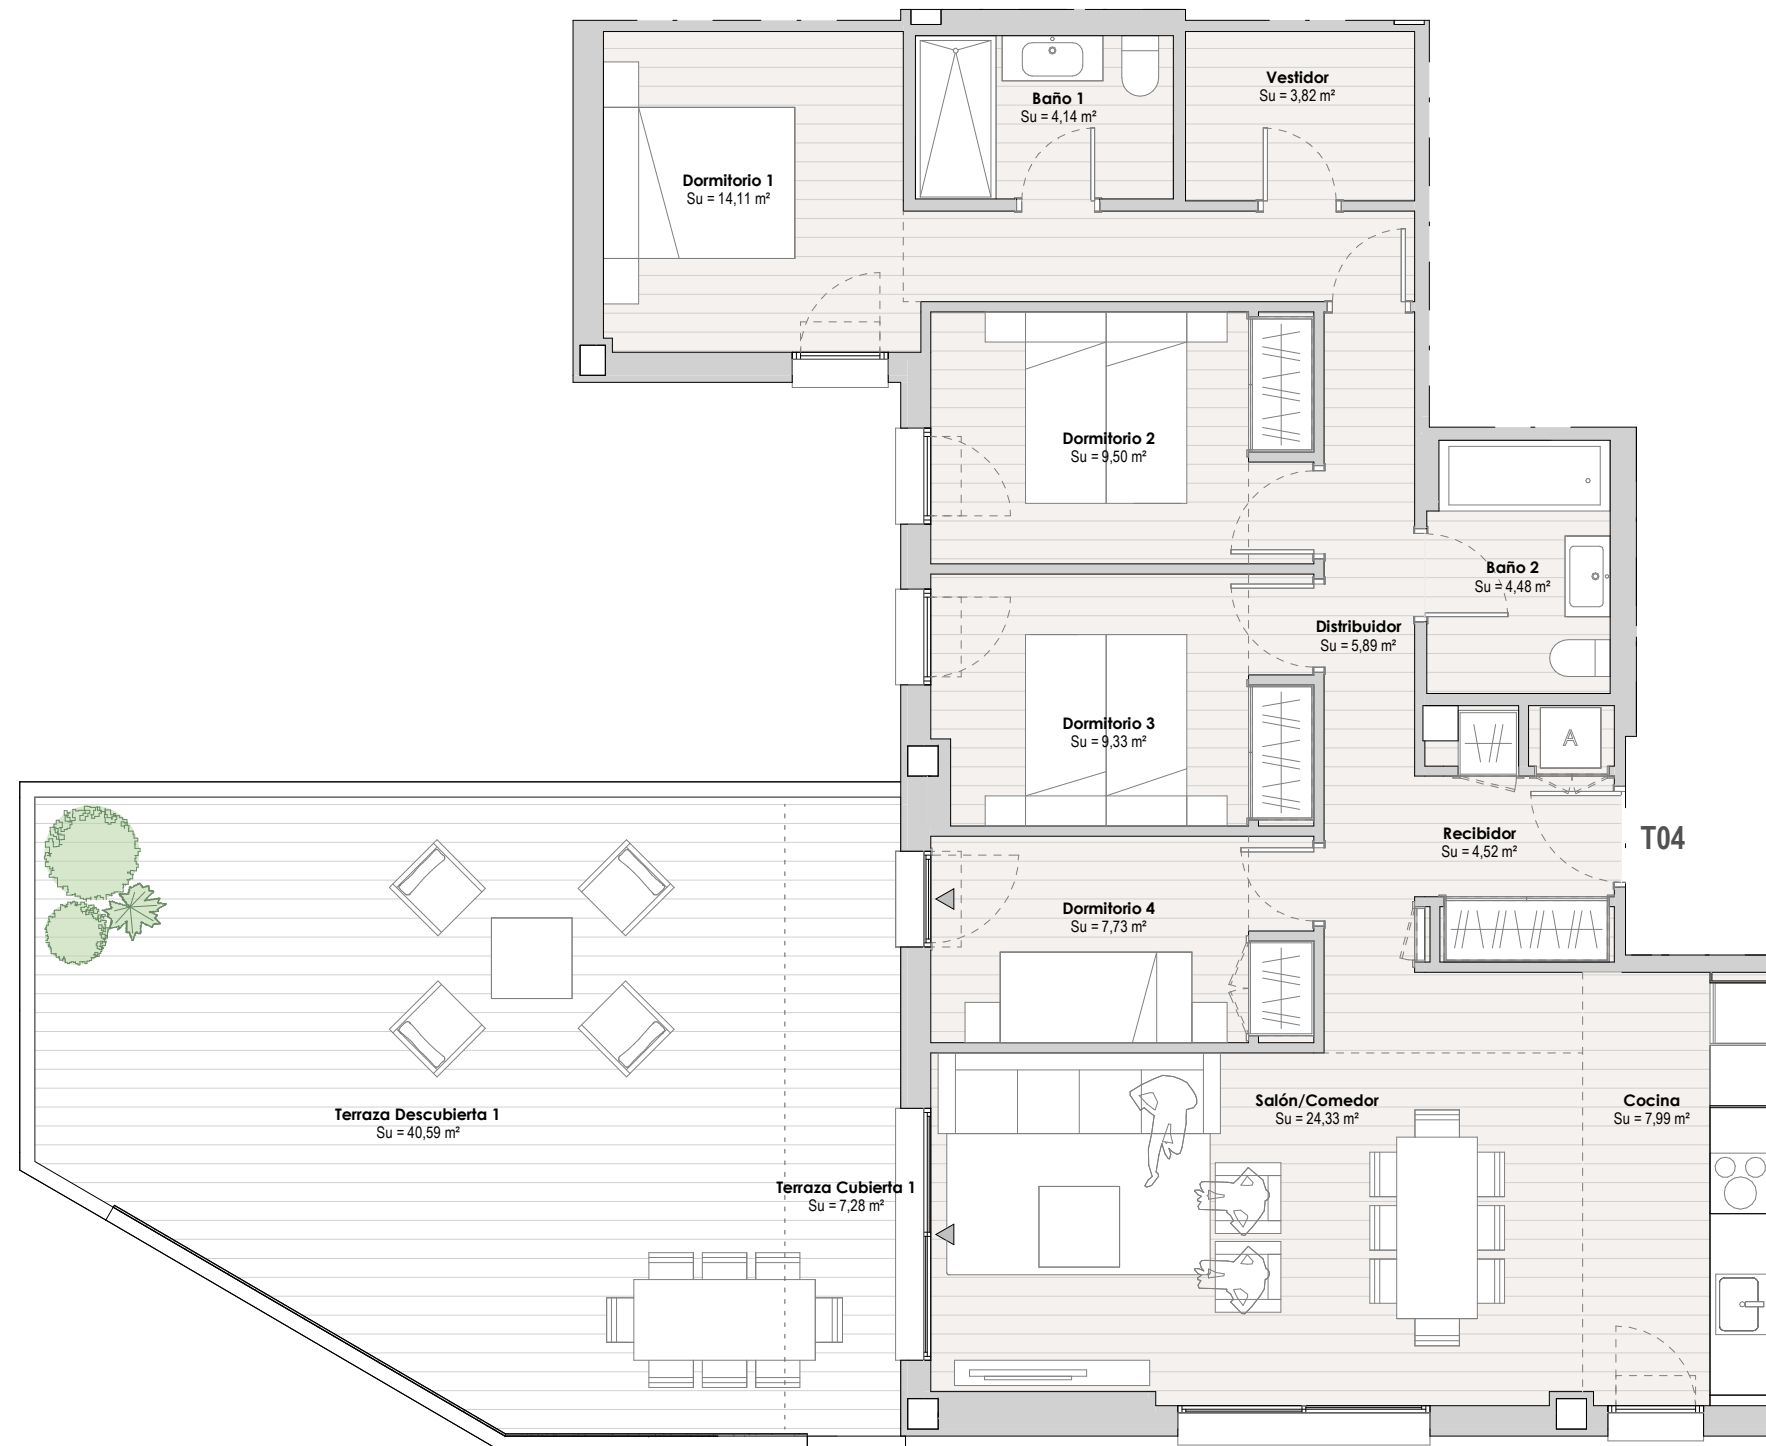 Vestidor
Su = 3,82 m²
Baño 1
Su = 4,14 m²
Dormitorio 1
Su = 14,11 m²
Dormitorio 2
Su = 9,50 m²
Baño 2
Su = 4,48 m²
Distribuidor
Su = 5,89 m²
Dormitorio 3
Su = 9,33 m²
A
Recibidor
Su = 4,52 m²
T04
Dormitorio 4
Su = 7,73 m²
Terraza Descubierta 1
Su = 40,59 m²
Salón/Comedor
Su = 24,33 m²
Cocina
Su = 7,99 m²
Terraza Cubierta 1
Su = 7,28 m²